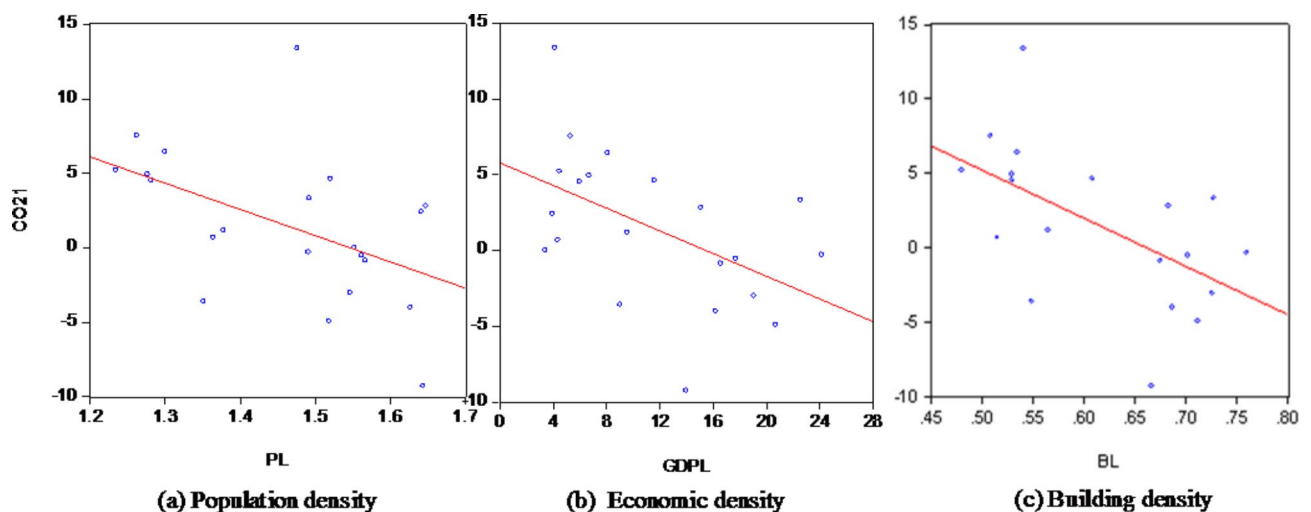 15
10
5
0
-5
-10
CO21
1.2 1.3 1.4 1.5 1.6 1.7
PL
(a) Population density
15
10
5
0
-5
-10
0 4 8 12 16 20 24 28
GDPL
(b) Economic density
15
10
5
0
-5
-10
.45 .50 .55 .60 .65 .70 .75 .80
BL
(c) Building density